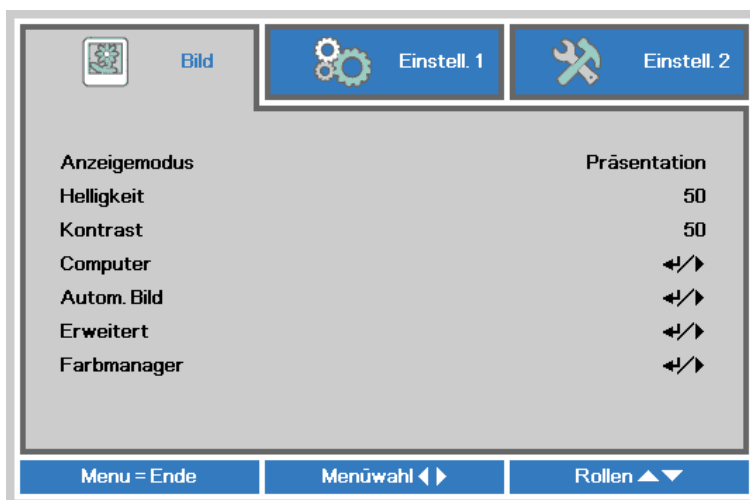 Bild
Einstell. 1
Einstell. 2
Anzeigemodus Präsentation
Helligkeit 50
Kontrast 50
Computer
Autom. Bild
Erweitert
Farbmanager
Menu = Ende
Menüwahl
Rollen